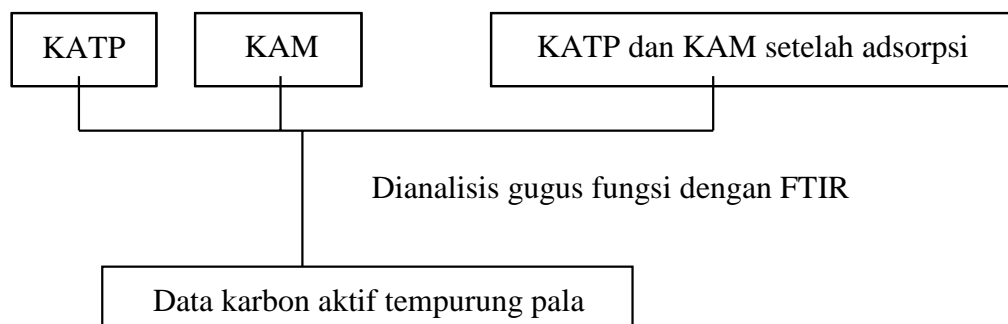 KATP
KAM
KATP dan KAM setelah adsorpsi
Dianalisis gugus fungsi dengan FTIR
Data karbon aktif tempurung pala